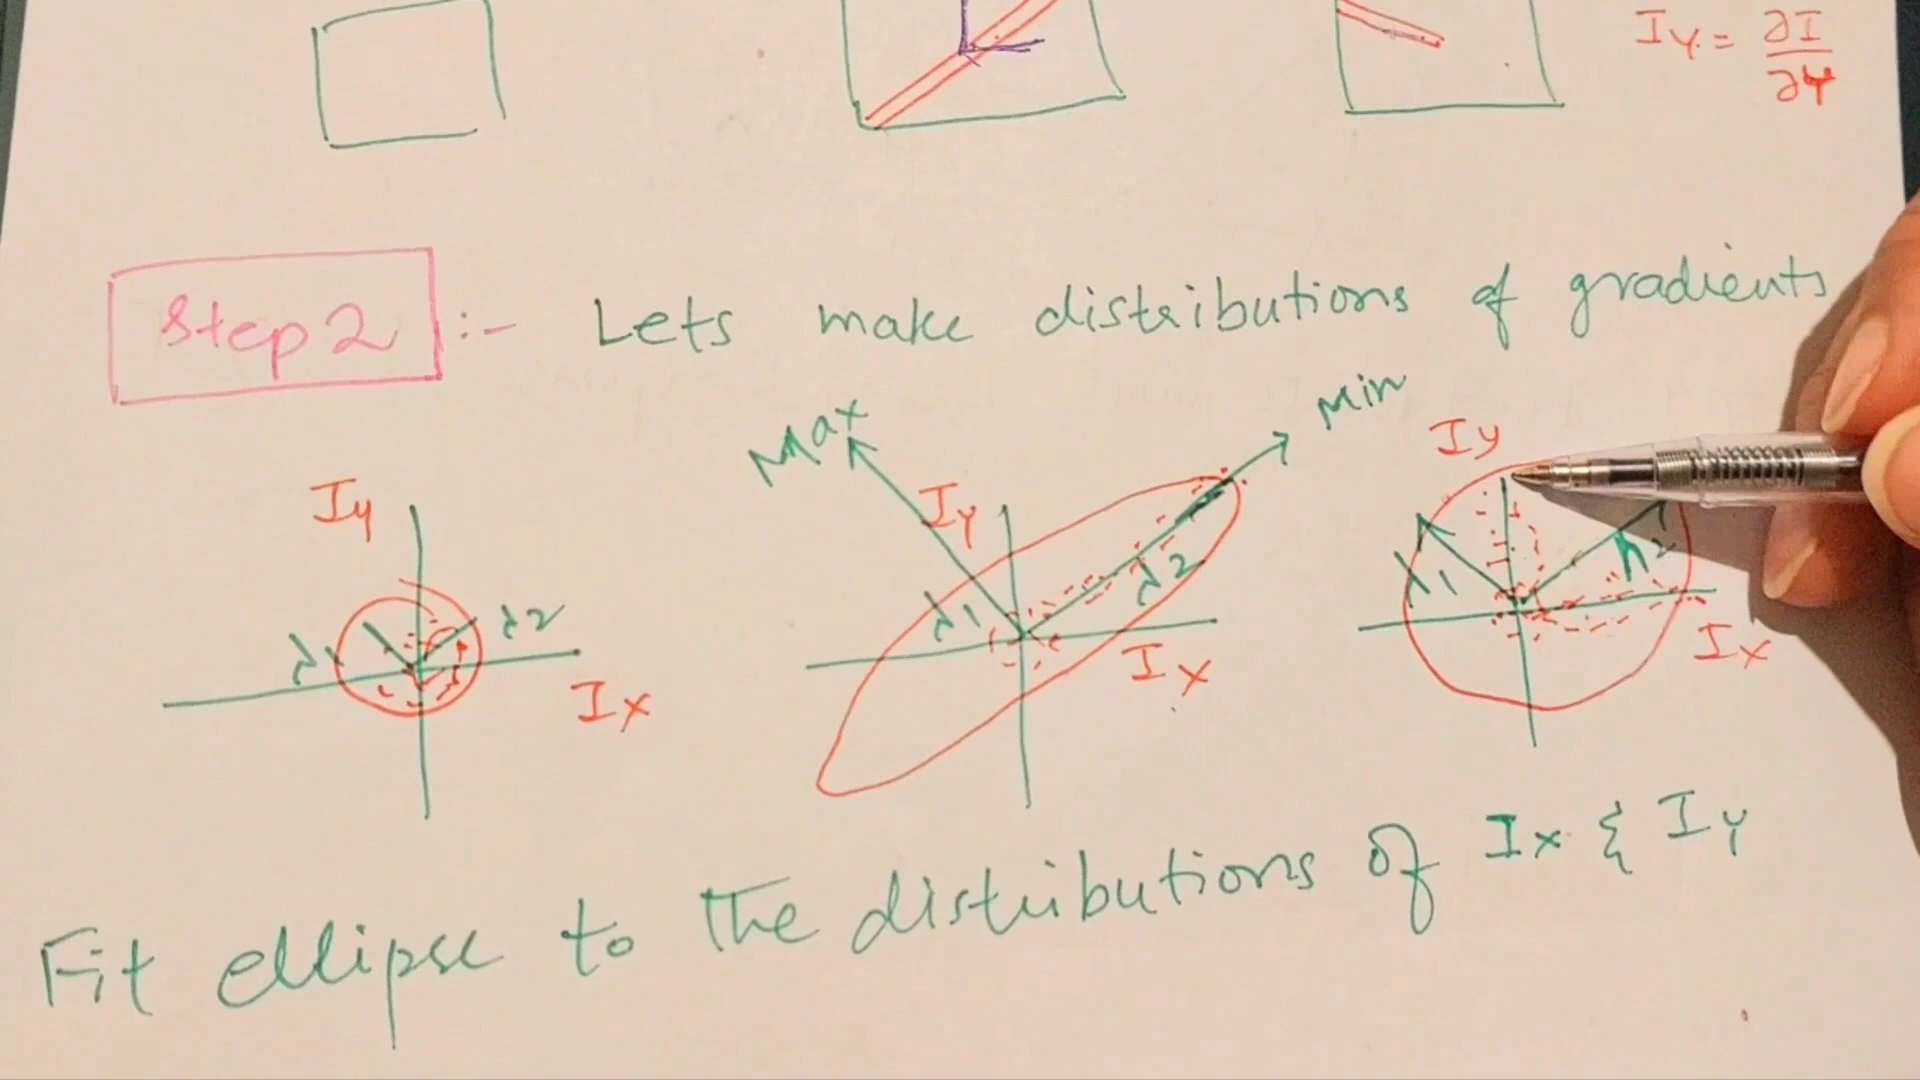 Iy = ∂I/∂Y
Step 2 :- Lets make distributions of gradients
Max
Min
Iy
Iy
Iy
λ1
λ2
Ix
λ1
λ2
Ix
λ1
λ2
Ix
Fit ellipse to the distributions of Ix & Iy